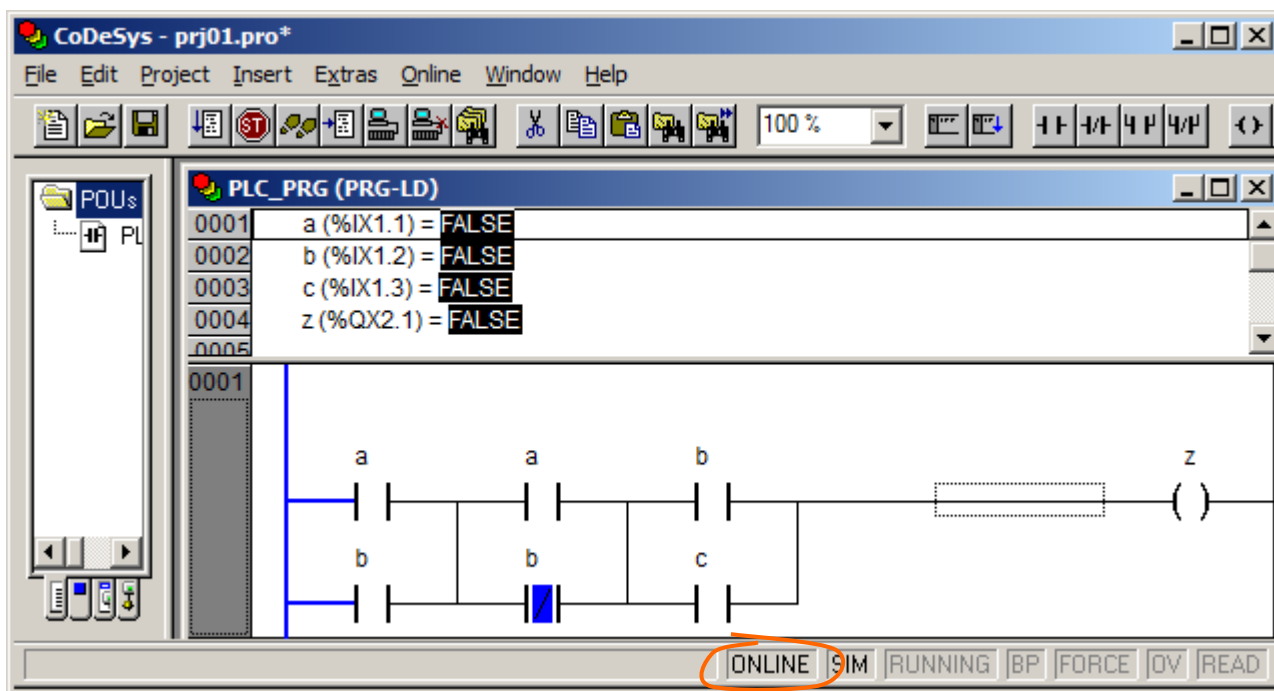 CoDeSys - prj01.pro*
File Edit Project Insert Extras Online Window Help
ST 100 %
POUs
PL
PLC_PRG (PRG-LD)
0001 a (%IX1.1) = FALSE
0002 b (%IX1.2) = FALSE
0003 c (%IX1.3) = FALSE
0004 z (%QX2.1) = FALSE
0005
0001
a a b z
b b c
ONLINE SIM RUNNING BP FORCE OV READ